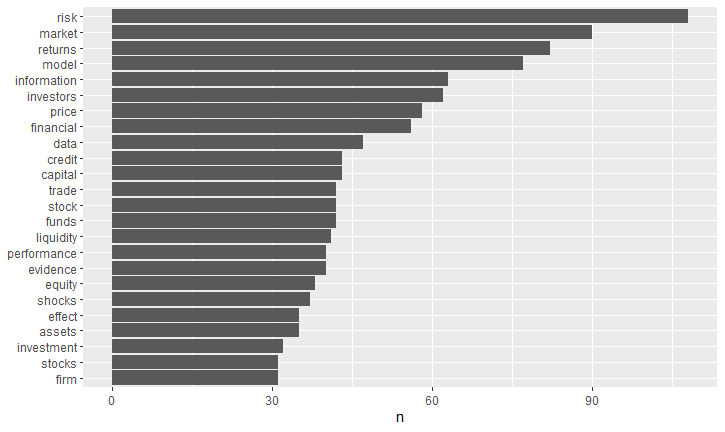 risk
market
returns
model
information
investors
price
financial
data
credit
capital
trade
stock
funds
liquidity
performance
evidence
equity
shocks
effect
assets
investment
stocks
firm
0 30 60 90
n